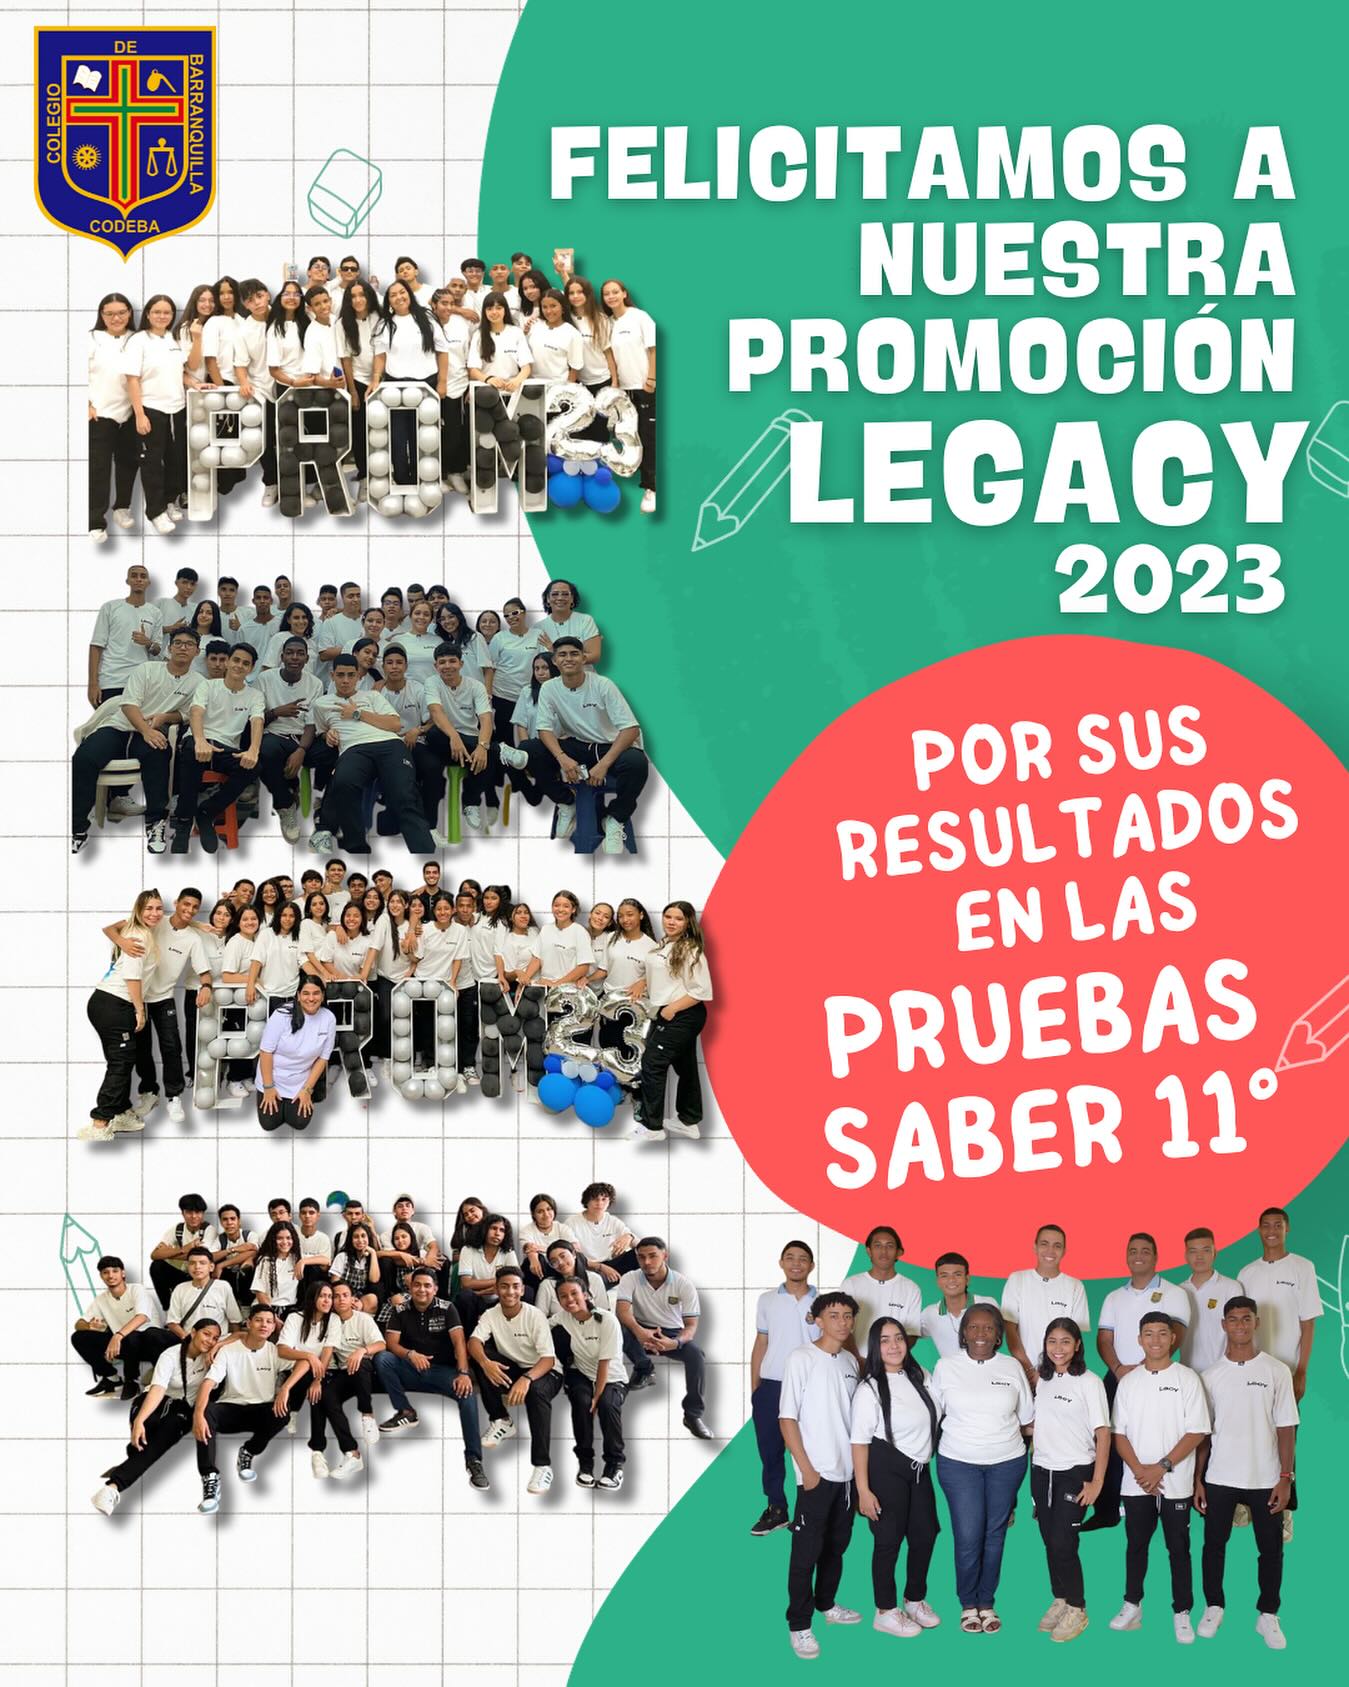 COLEGIO
DE
BARRANQUILLA
CODEBA
FELICITAMOS A
NUESTRA
PROMOCIÓN
LEGACY
2023
PROM23
PROM23
POR SUS
RESULTADOS
EN LAS
PRUEBAS
SABER 11°